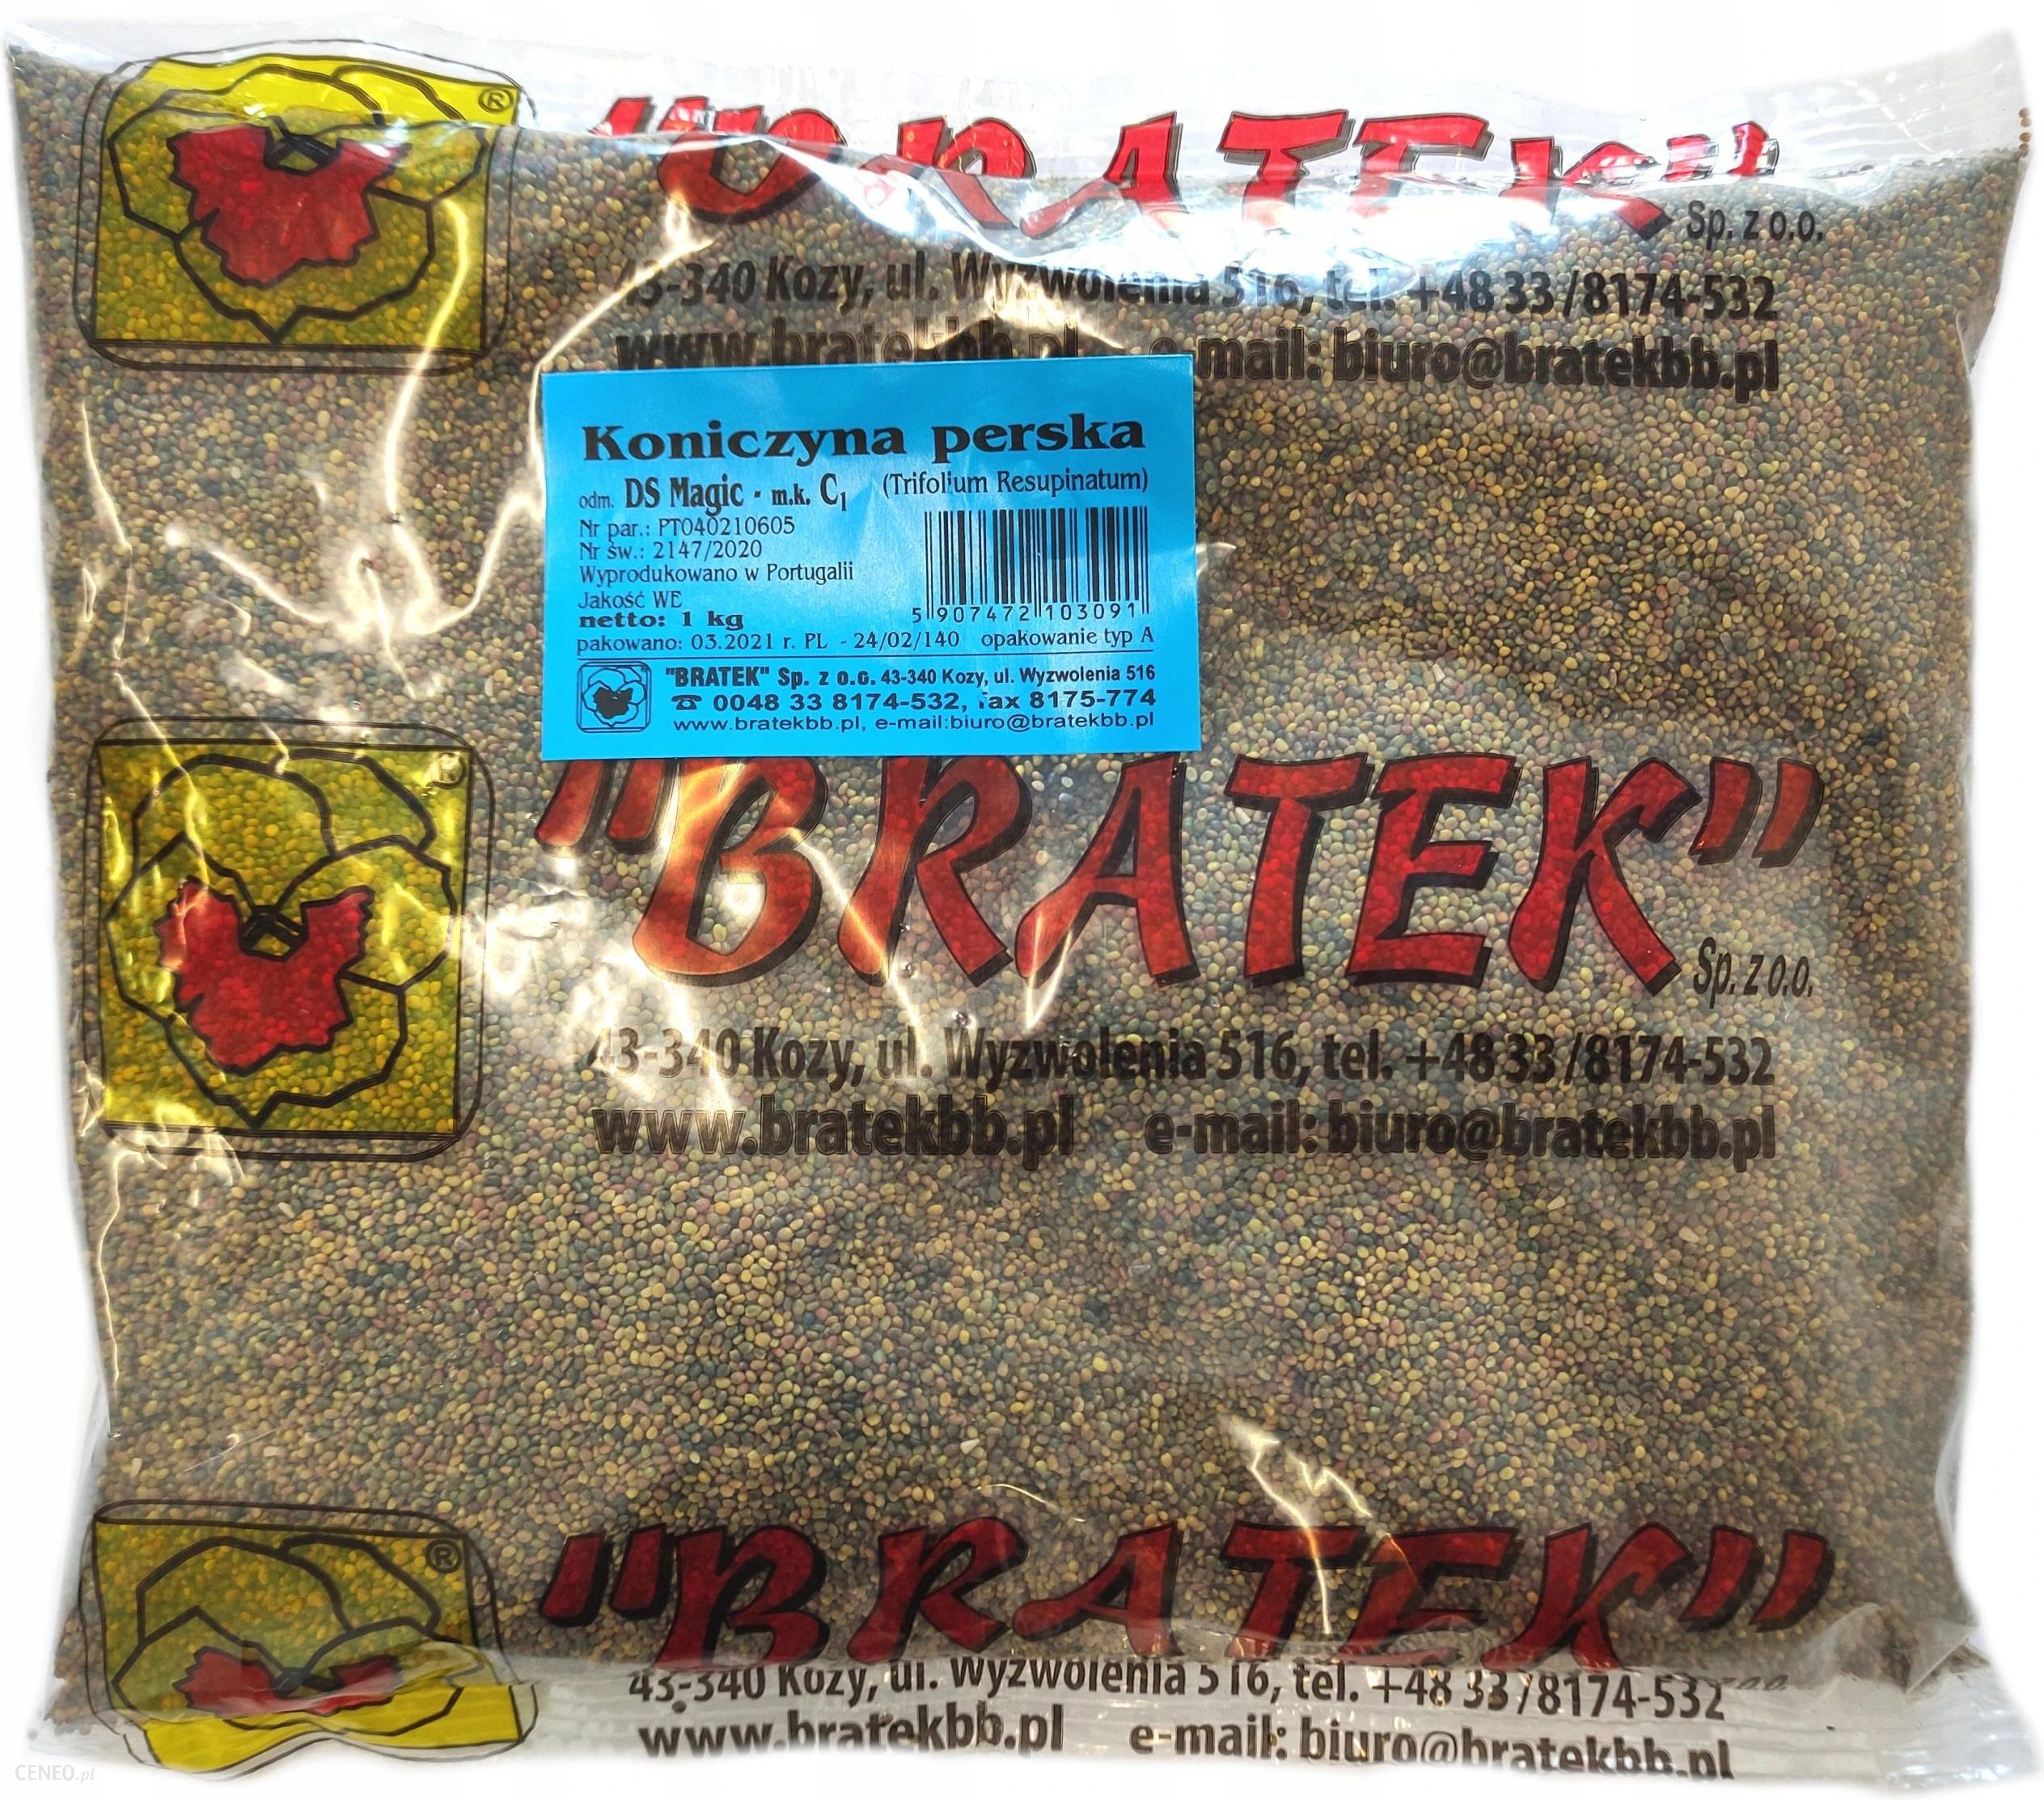 ®
"BRATEK"
Sp. z o.o.
43-340 Kozy, ul. Wyzwolenia 516, tel. +48 33 /8174-532
www.bratekbb.pl e-mail: biuro@bratekbb.pl
Koniczyna perska
odm. DS Magic - m.k. C1 (Trifolium Resupinatum)
Nr par.: PT040210605
Nr św.: 2147/2020
Wyprodukowano w Portugalii
Jakość WE
netto: 1 kg
5 907472 103091
pakowano: 03.2021 r. PL - 24/02/140 opakowanie typ A
"BRATEK" Sp. z o.o. 43-340 Kozy, ul. Wyzwolenia 516
☎ 0048 33 8174-532, fax 8175-774
www.bratekbb.pl, e-mail:biuro@bratekbb.pl
®
"BRATEK"
Sp. z o.o.
43-340 Kozy, ul. Wyzwolenia 516, tel. +48 33 /8174-532
www.bratekbb.pl e-mail: biuro@bratekbb.pl
®
"BRATEK"
43-340 Kozy, ul. Wyzwolenia 516, tel. +48 33 /8174-532
www.bratekbb.pl e-mail: biuro@bratekbb.pl
CENEO.pl